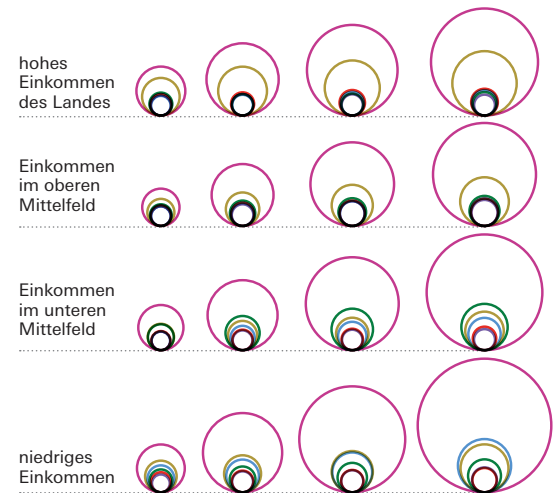 hohes
Einkommen
des Landes
Einkommen
im oberen
Mittelfeld
Einkommen
im unteren
Mittelfeld
niedriges
Einkommen